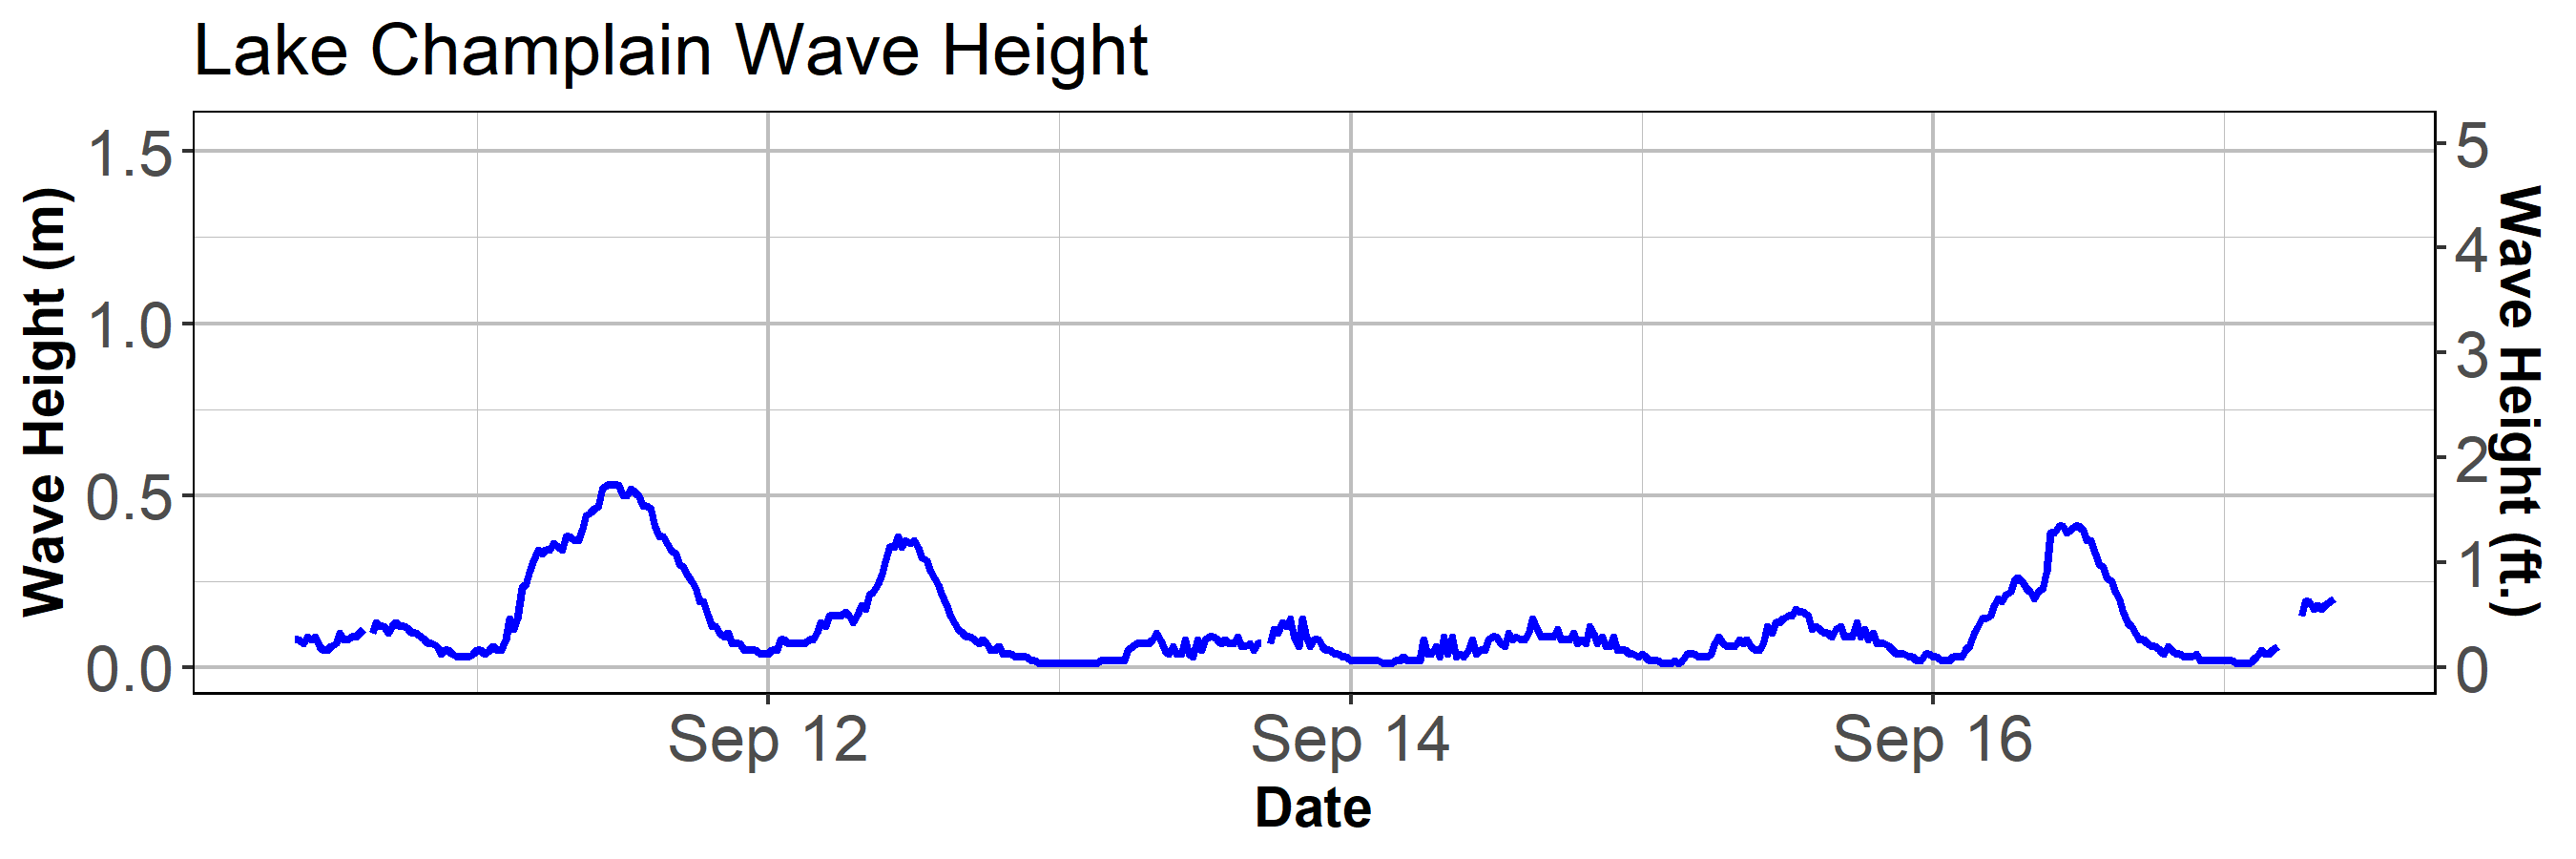 Lake Champlain Wave Height
Wave Height (m)
1.5
1.0
0.5
0.0
5
4
3
2
1
0
Wave Height (ft.)
Sep 12
Sep 14
Sep 16
Date